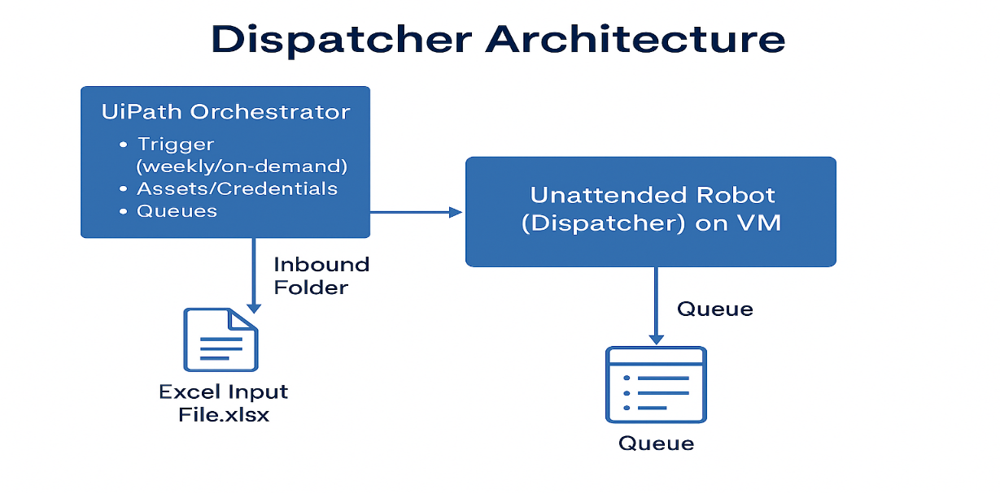 Dispatcher Architecture
UiPath Orchestrator
• Trigger
(weekly/on-demand)
• Assets/Credentials
• Queues
Unattended Robot
(Dispatcher) on VM
Inbound
Folder
Excel Input
File.xlsx
Queue
Queue